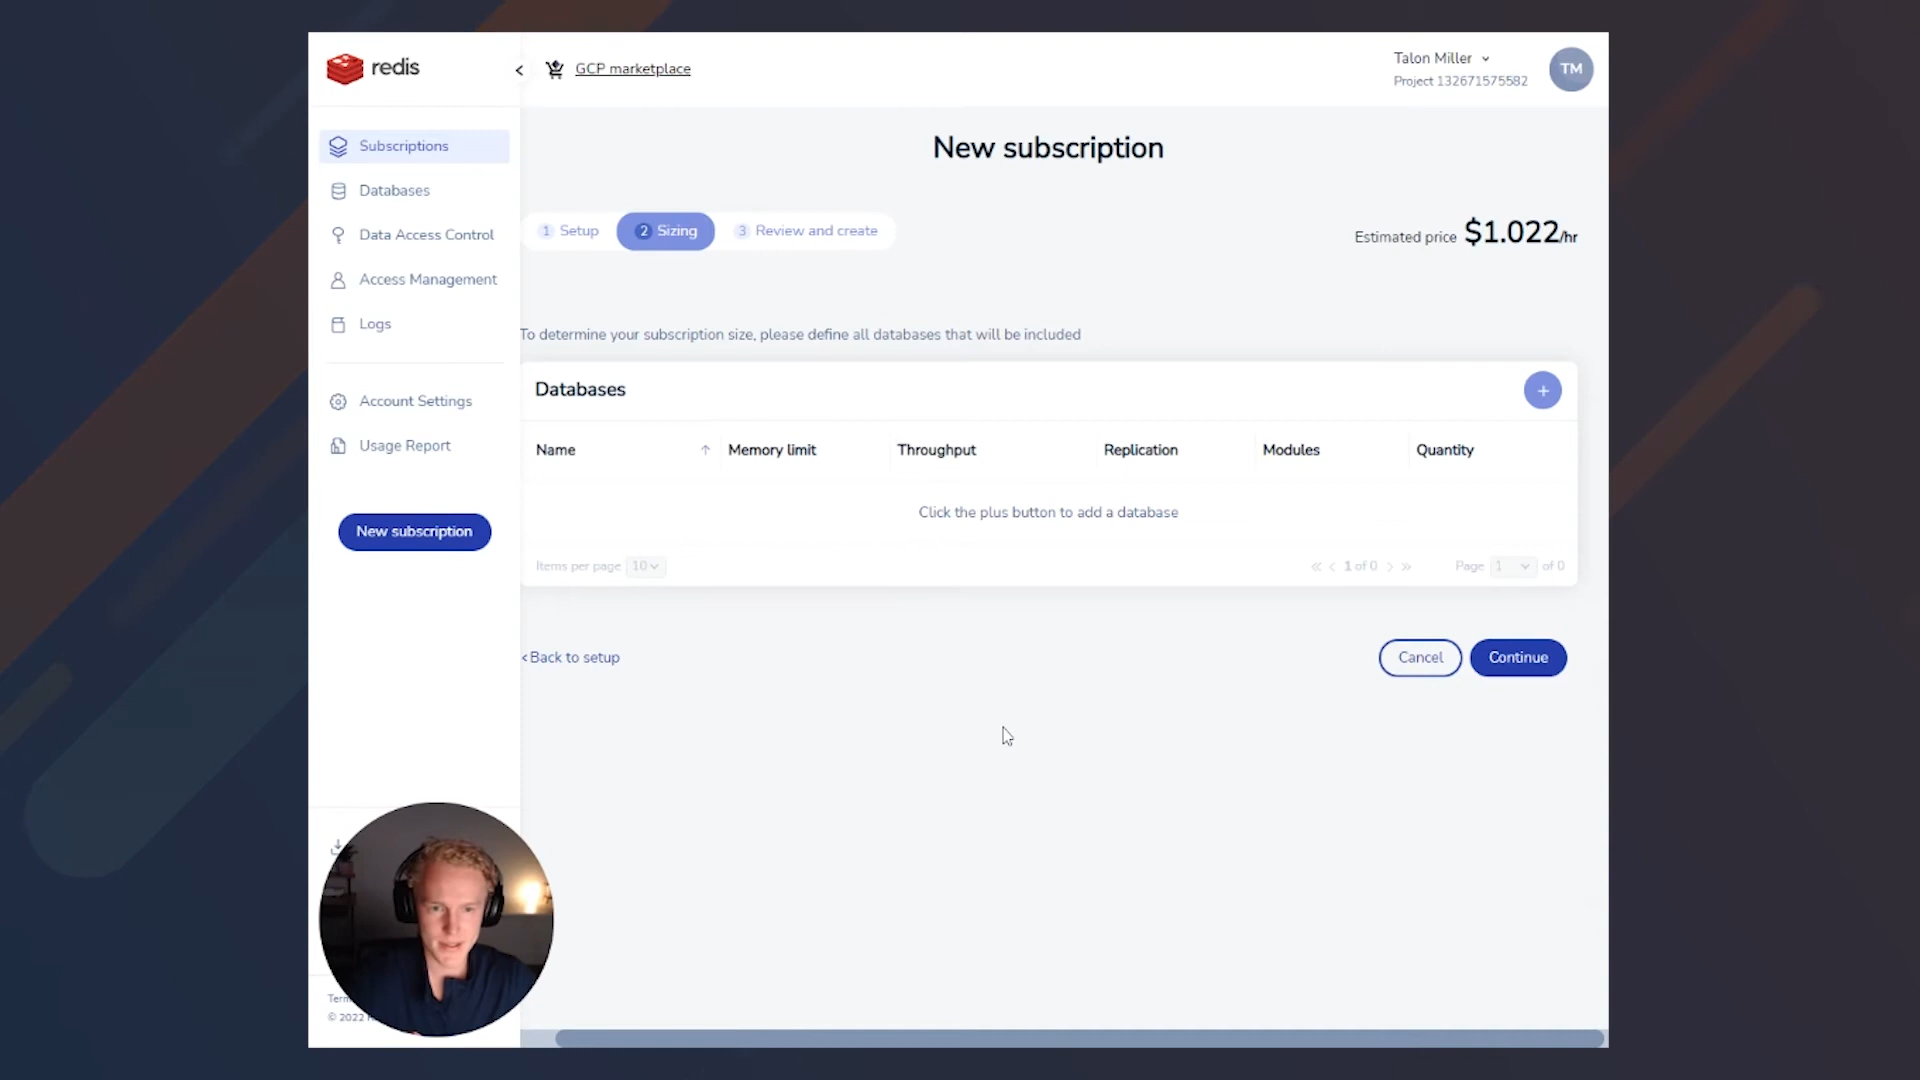 redis
GCP marketplace
Talon Miller
Project 132671575582
TM
Subscriptions
Databases
Data Access Control
Access Management
Logs
Account Settings
Usage Report
New subscription
New subscription
1 Setup
2 Sizing
3 Review and create
Estimated price $1.022/hr
To determine your subscription size, please define all databases that will be included
Databases
+
Name
Memory limit
Throughput
Replication
Modules
Quantity
Click the plus button to add a database
Items per page 10
1 of 0
Page 1 of 0
Back to setup
Cancel
Continue
© 2022